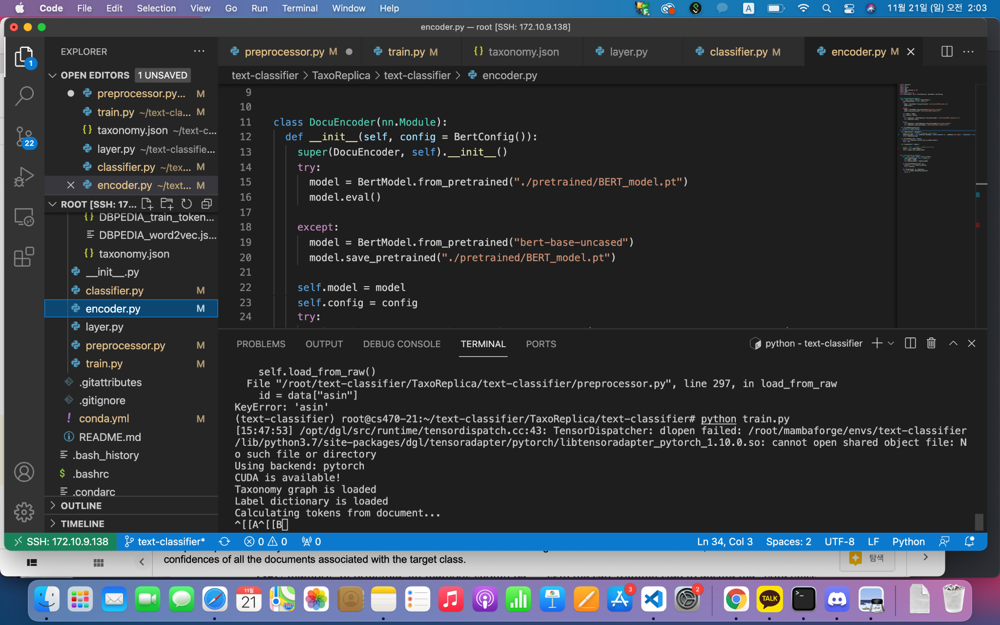 Code File Edit Selection View Go Run Terminal Window Help A 11월 21일 (일) 오전 2:03
encoder.py — root [SSH: 172.10.9.138]
EXPLORER
preprocessor.py M
train.py M
{} taxonomy.json
layer.py
classifier.py M
encoder.py M
text-classifier > TaxoReplica > text-classifier > encoder.py
1
22
OPEN EDITORS 1 UNSAVED
preprocessor.py... M
train.py ~/text-cla... M
{} taxonomy.json ~/text-c...
layer.py ~/text-classifie...
classifier.py ~/tex... M
encoder.py ~/text... M
ROOT [SSH: 17...
{} DBPEDIA_train_token...
DBPEDIA_word2vec.js...
{} taxonomy.json
__init__.py
classifier.py M
encoder.py M
layer.py
preprocessor.py M
train.py M
.gitattributes
.gitignore
! conda.yml M
README.md
.bash_history
$ .bashrc
.condarc
OUTLINE
TIMELINE
9
10
11 class DocuEncoder(nn.Module):
12 def __init__(self, config = BertConfig()):
13 super(DocuEncoder, self).__init__()
14 try:
15 model = BertModel.from_pretrained("./pretrained/BERT_model.pt")
16 model.eval()
17
18 except:
19 model = BertModel.from_pretrained("bert-base-uncased")
20 model.save_pretrained("./pretrained/BERT_model.pt")
21
22 self.model = model
23 self.config = config
24 try:
PROBLEMS OUTPUT DEBUG CONSOLE TERMINAL PORTS
python - text-classifier
self.load_from_raw()
File "/root/text-classifier/TaxoReplica/text-classifier/preprocessor.py", line 297, in load_from_raw
id = data["asin"]
KeyError: 'asin'
(text-classifier) root@cs470-21:~/text-classifier/TaxoReplica/text-classifier# python train.py
[15:47:53] /opt/dgl/src/runtime/tensordispatch.cc:43: TensorDispatcher: dlopen failed: /root/mambaforge/envs/text-classifier
/lib/python3.7/site-packages/dgl/tensoradapter/pytorch/libtensoradapter_pytorch_1.10.0.so: cannot open shared object file: N
o such file or directory
Using backend: pytorch
CUDA is available!
Taxonomy graph is loaded
Label dictionary is loaded
Calculating tokens from document...
^[[A^[[B
SSH: 172.10.9.138 text-classifier* 0 0 0 Ln 34, Col 3 Spaces: 2 UTF-8 LF Python
confidences of all the documents associated with the target class.
탐색
11월
21
280
3
2
TALK
>_